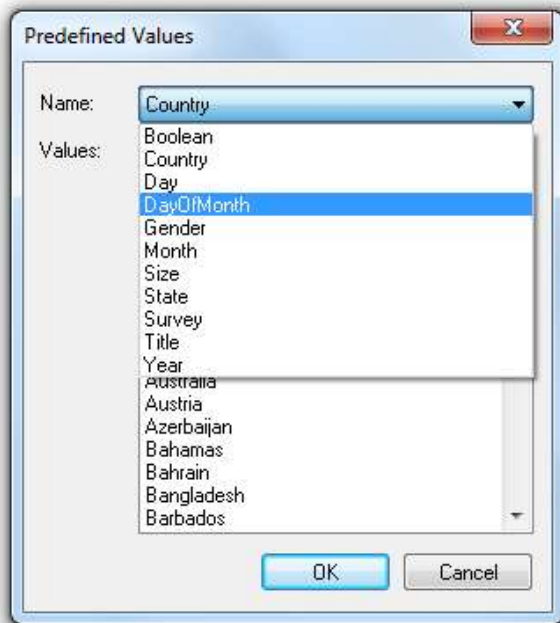 Predefined Values
Name: Country
Values:
Boolean
Country
Day
DayOfMonth
Gender
Month
Size
State
Survey
Title
Year
Australia
Austria
Azerbaijan
Bahamas
Bahrain
Bangladesh
Barbados
OK Cancel